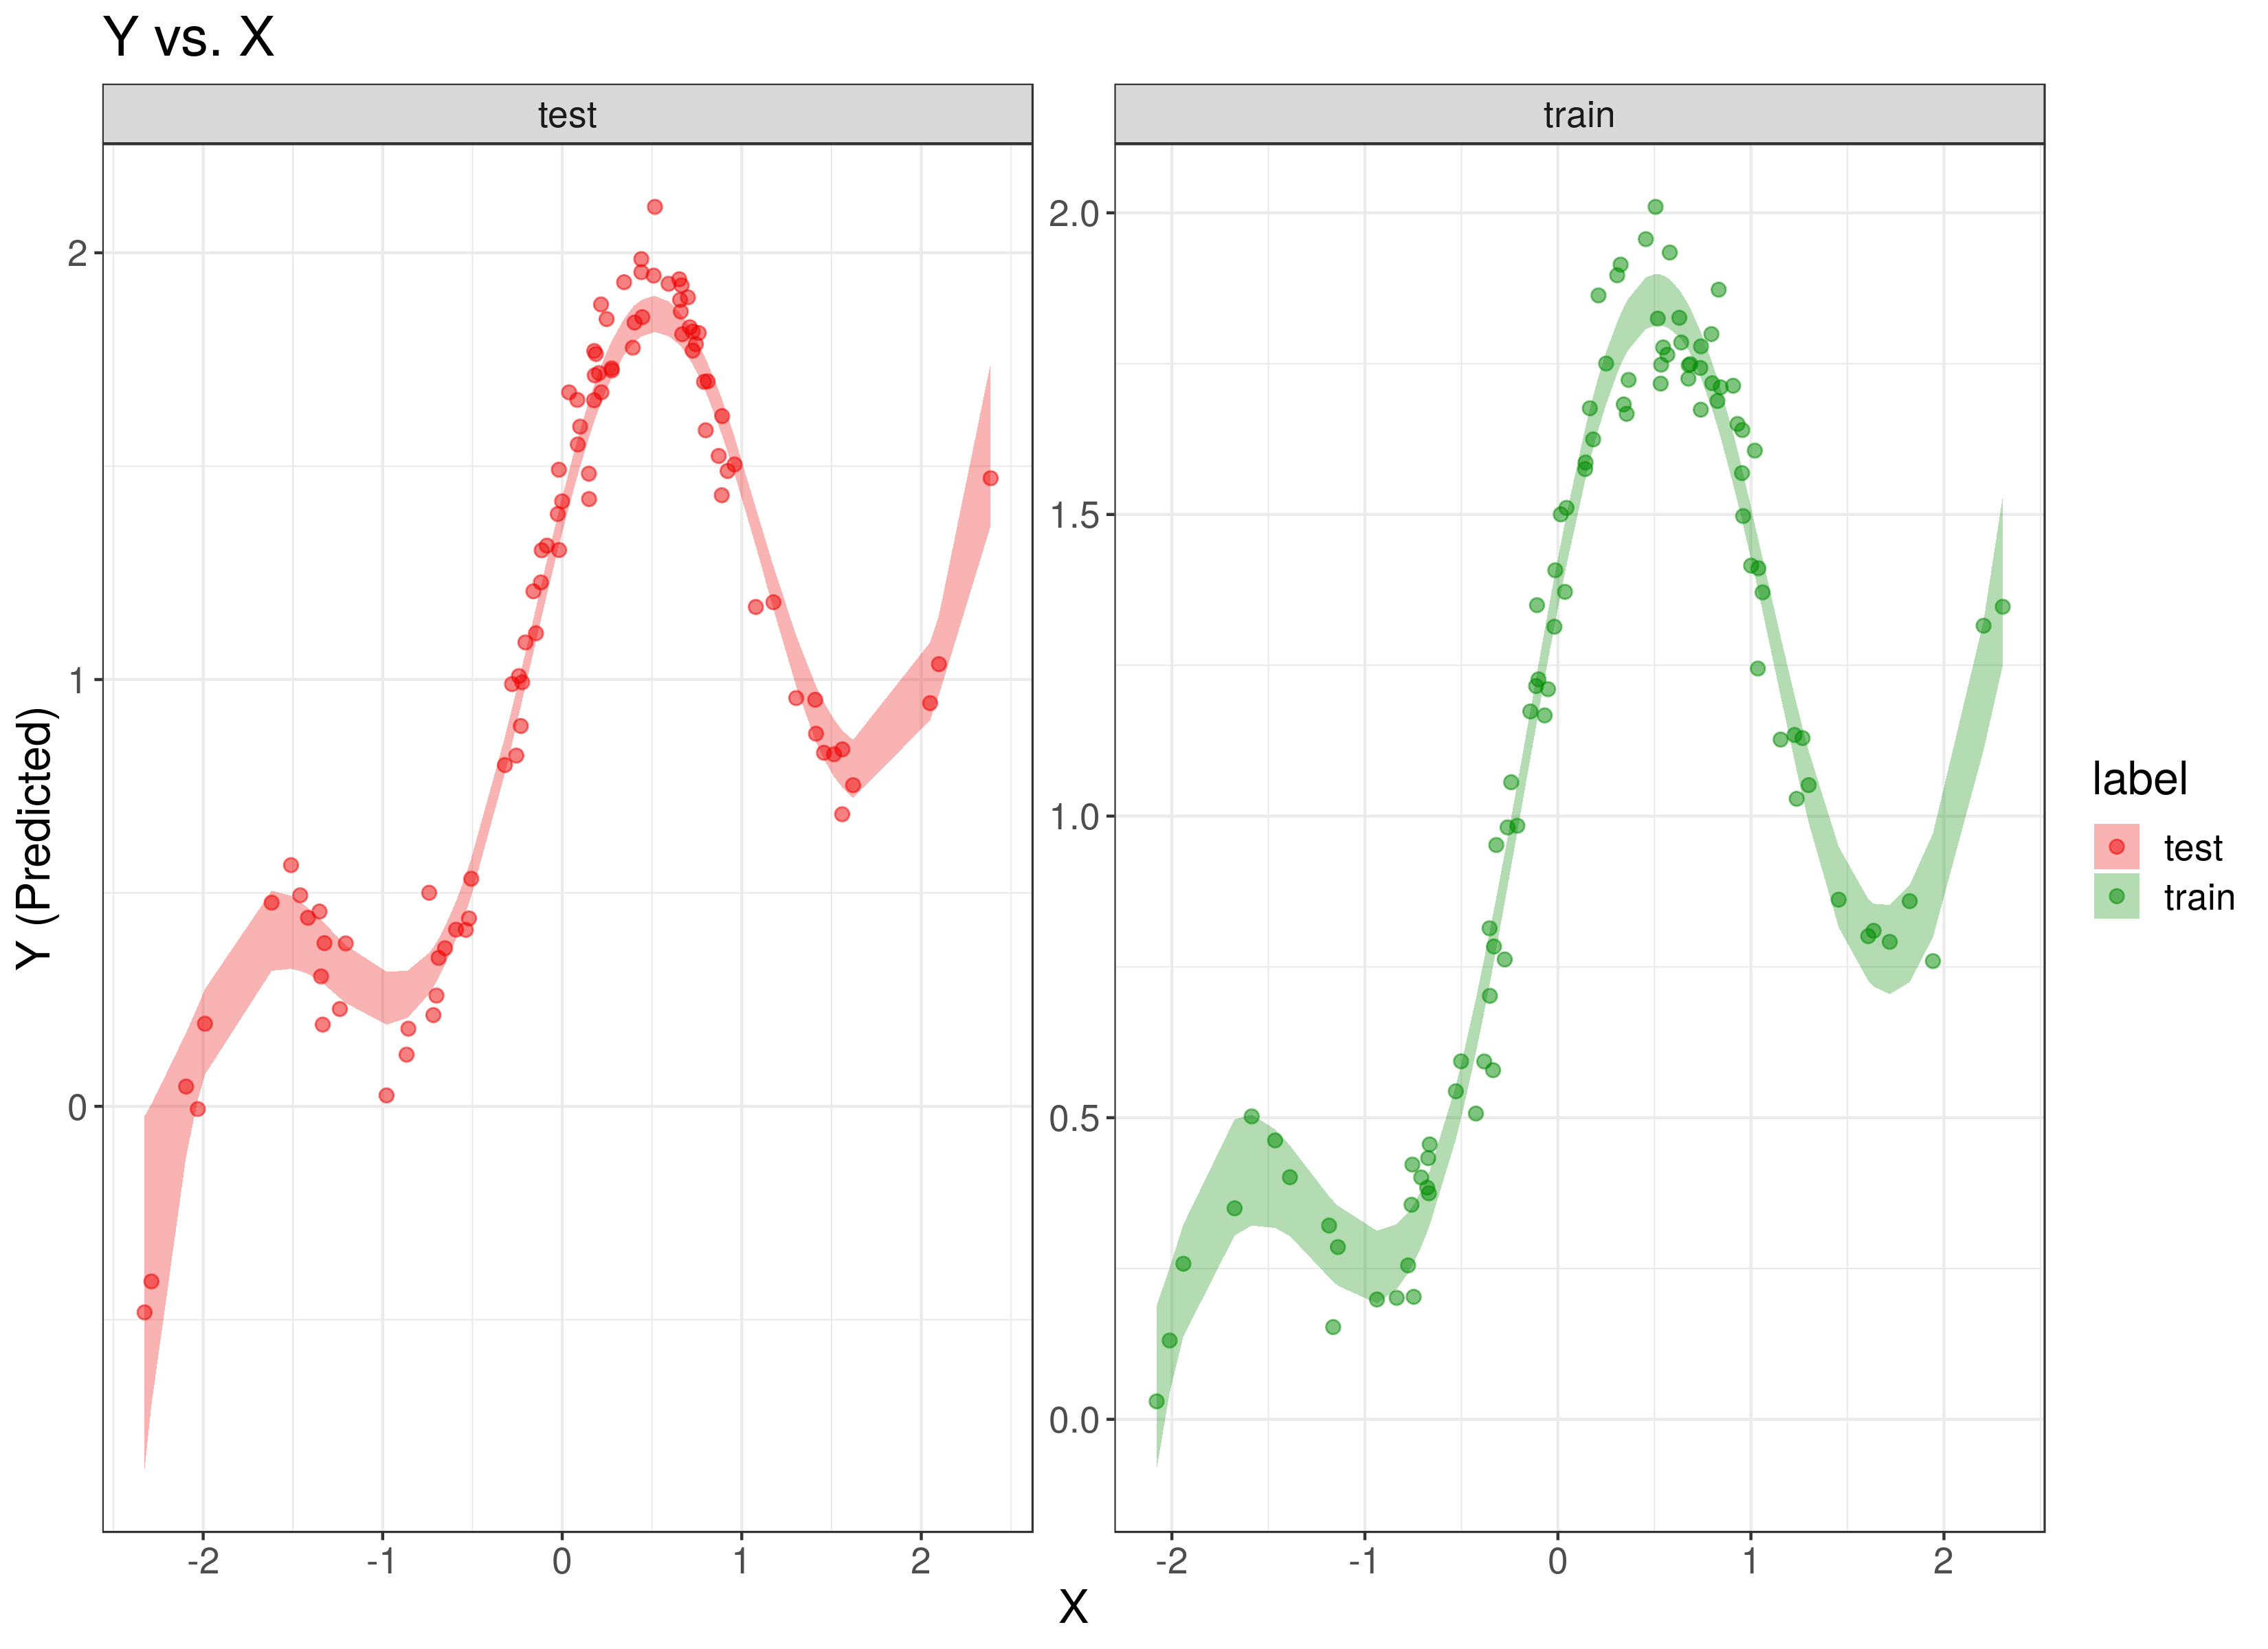 Y vs. X
test
train
2
1
0
2.0
1.5
1.0
0.5
0.0
-2 -1 0 1 2
-2 -1 0 1 2
X
Y (Predicted)
label
test
train